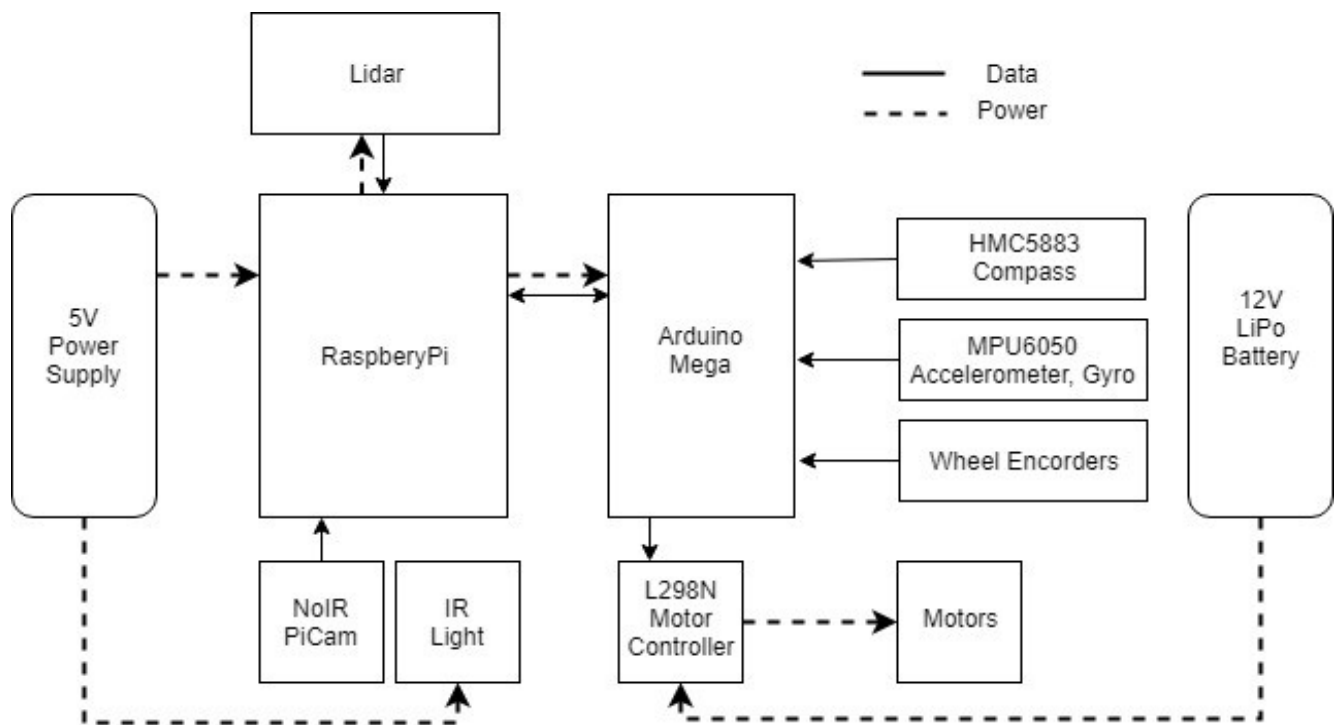 Lidar
Data
Power
5V
Power
Supply
RaspberyPi
Arduino
Mega
HMC5883
Compass
MPU6050
Accelerometer, Gyro
Wheel Encorders
12V
LiPo
Battery
NoIR
PiCam
IR
Light
L298N
Motor
Controller
Motors